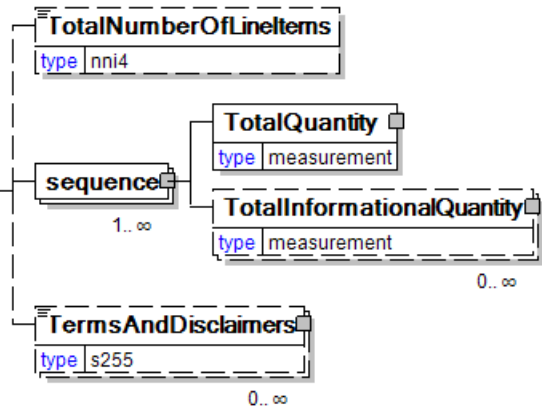 TotalNumberOfLineItems
type nni4
TotalQuantity
type measurement
sequence
1.. ∞
TotalInformationalQuantity
type measurement
0.. ∞
TermsAndDisclaimers
type s255
0.. ∞